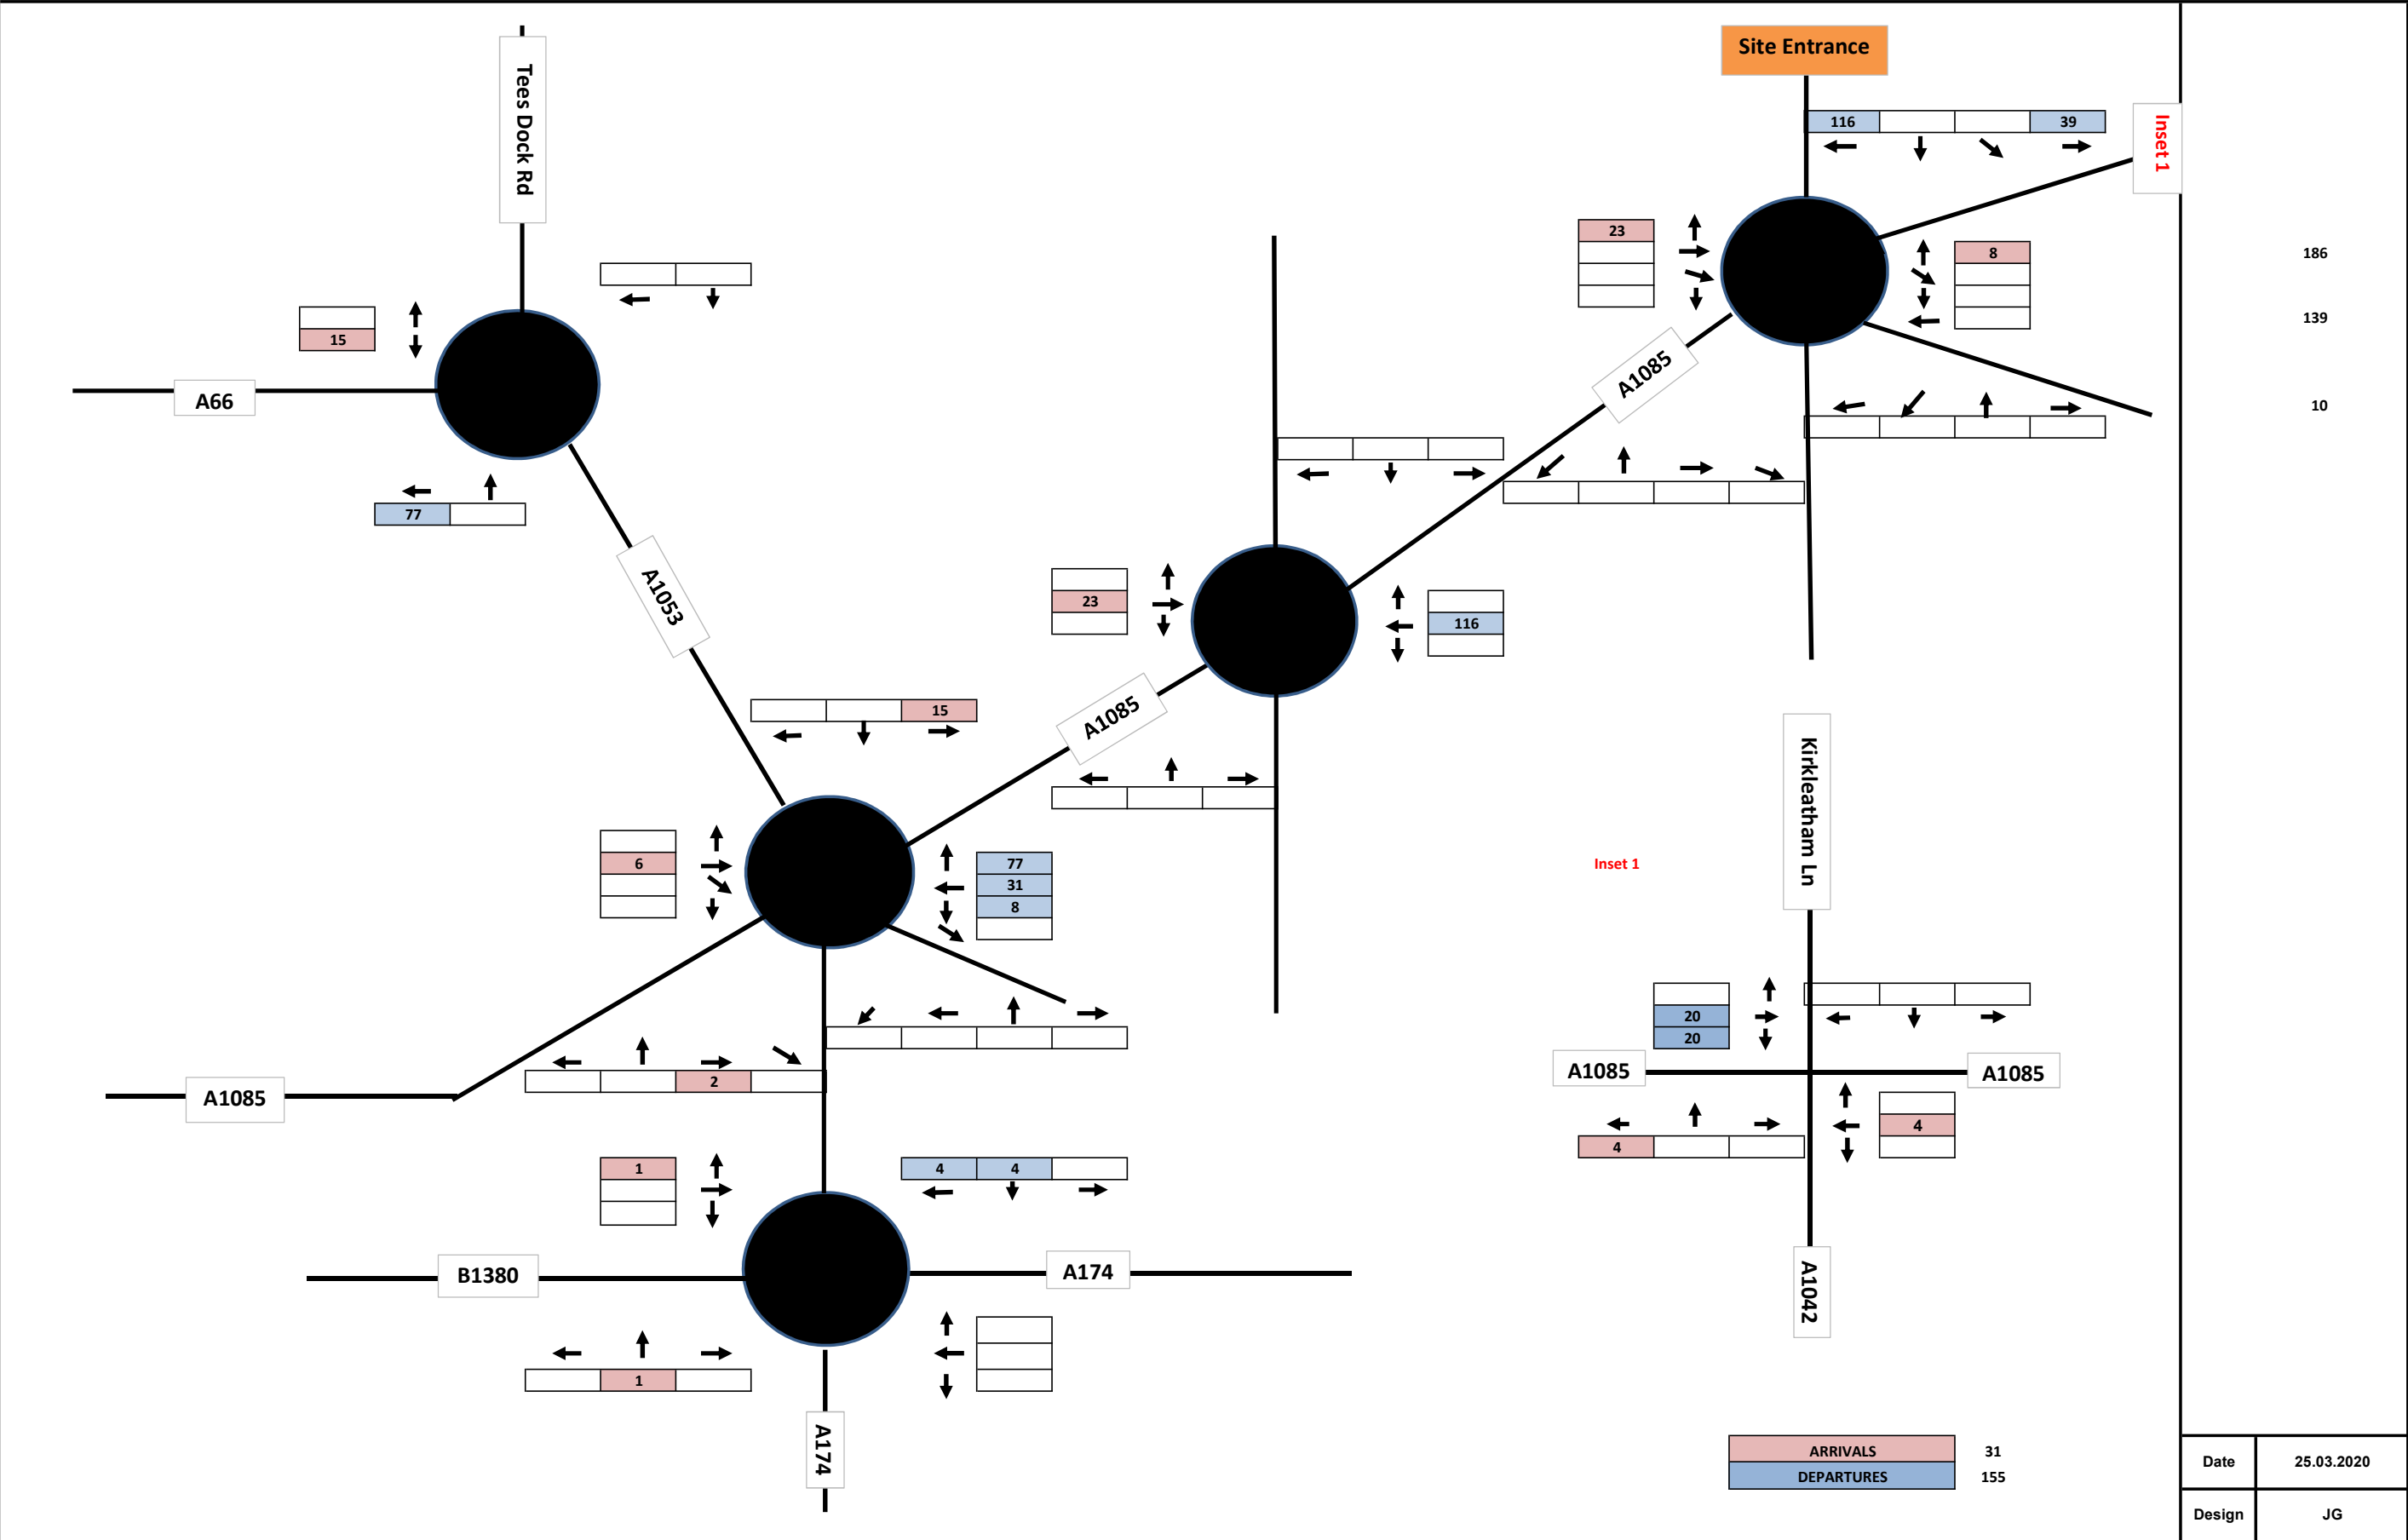 Site Entrance
Tees Dock Rd
116 39
Inset 1
23
8
186
15
139
A66
A1085
10
77
A1053
23
116
15
A1085
Kirkleatham Ln
6
77
31
8
Inset 1
20
20
A1085
A1085
2
A1085
4
4
1
4 4
B1380
A174
A1042
1
A174
ARRIVALS 31
DEPARTURES 155
Date 25.03.2020
Design JG